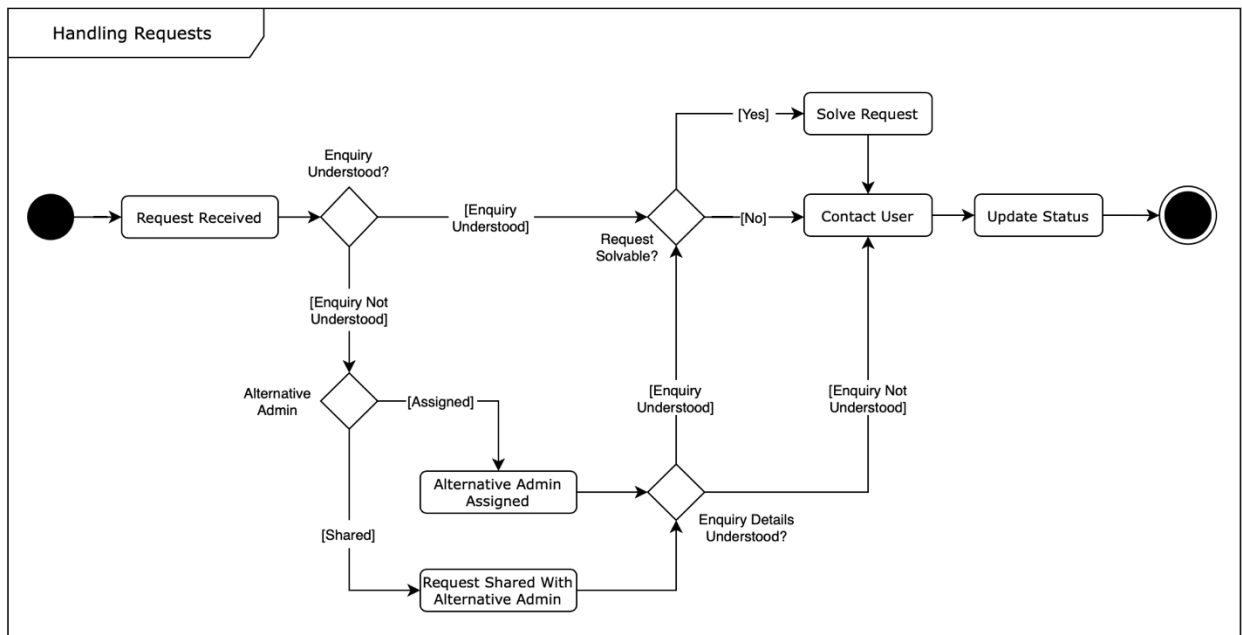 Handling Requests
Request Received
Enquiry
Understood?
[Enquiry
Understood]
[Enquiry Not
Understood]
Alternative
Admin
[Assigned]
Alternative Admin
Assigned
[Shared]
Request Shared With
Alternative Admin
Enquiry Details
Understood?
[Enquiry
Understood]
[Enquiry Not
Understood]
Request
Solvable?
[Yes]
Solve Request
[No]
Contact User
Update Status